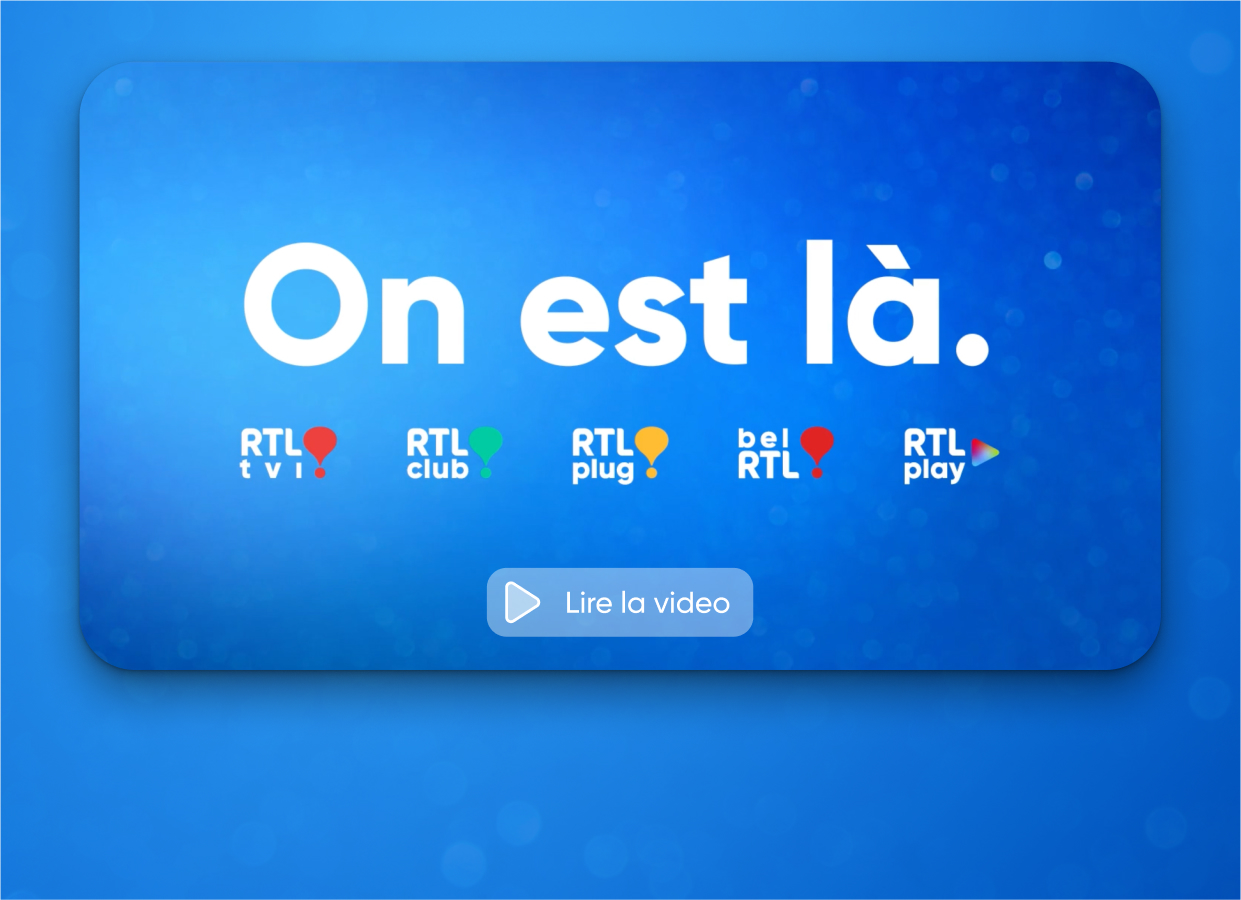 On est là.
RTL RTL RTL bel RTL
tvi club plug RTL play
Lire la video